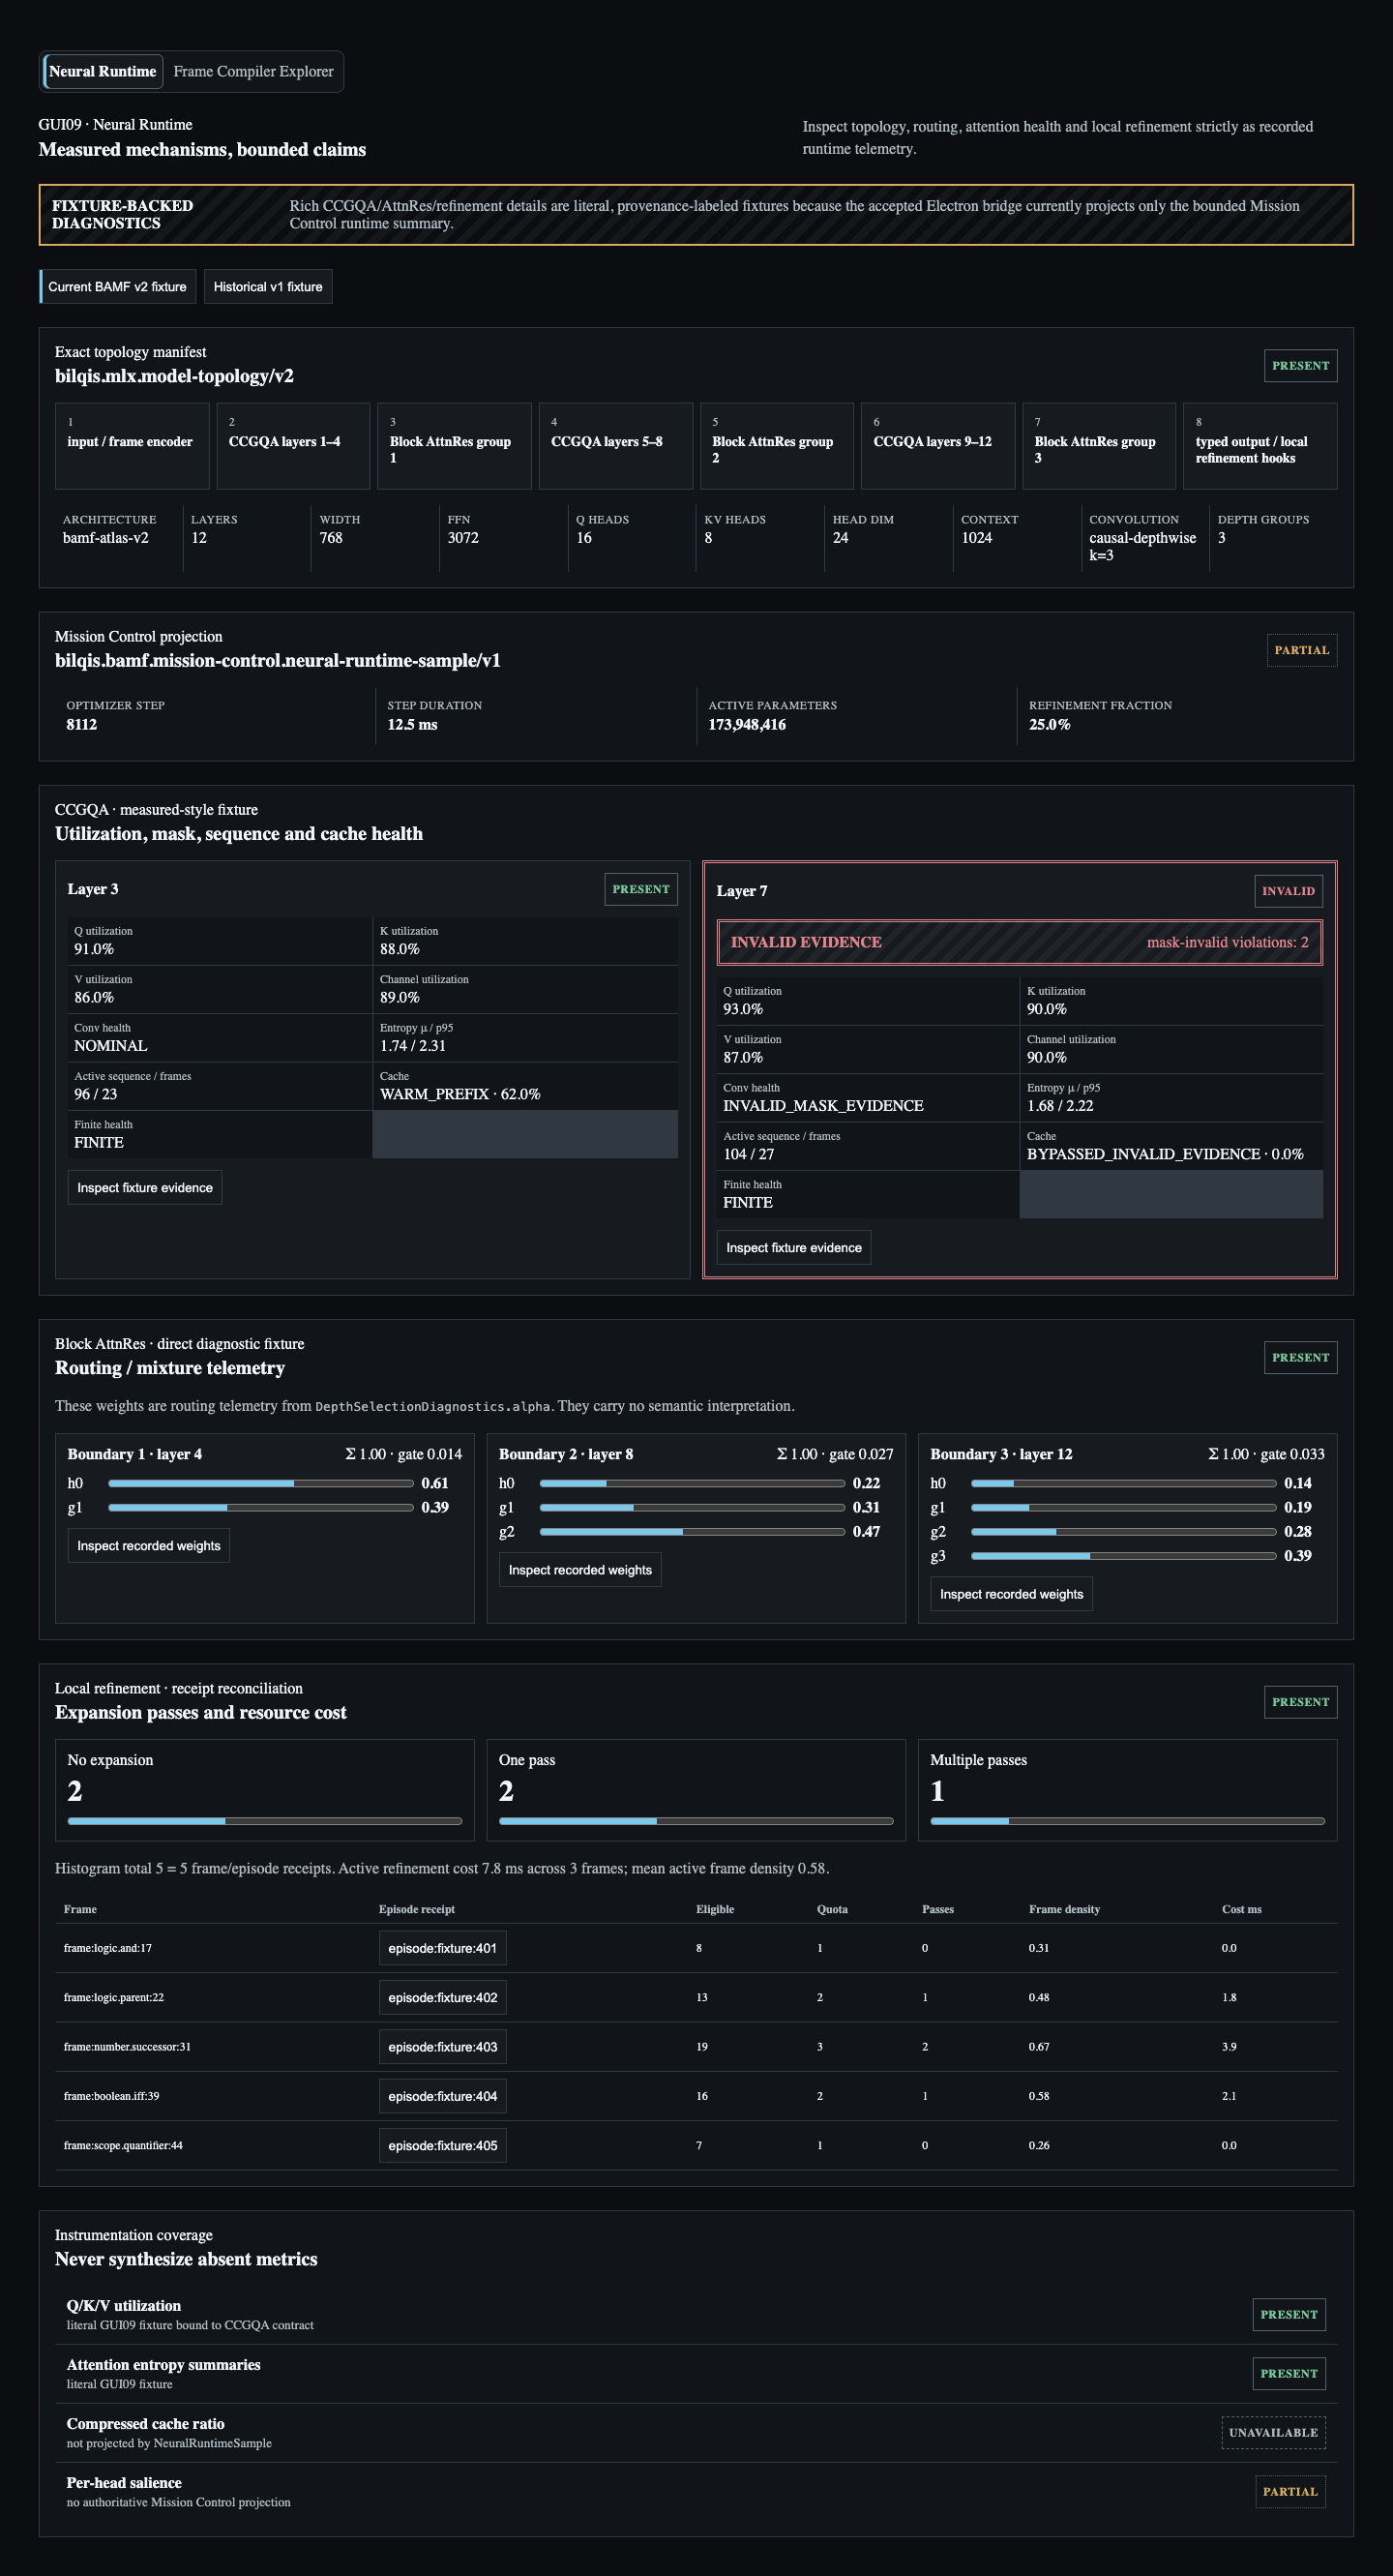 Neural Runtime Frame Compiler Explorer
GUI09 · Neural Runtime
Measured mechanisms, bounded claims
Inspect topology, routing, attention health and local refinement strictly as recorded
runtime telemetry.
FIXTURE-BACKED
DIAGNOSTICS
Rich CCGQA/AttnRes/refinement details are literal, provenance-labeled fixtures because the accepted Electron bridge currently projects only the bounded Mission
Control runtime summary.
Current BAMF v2 fixture Historical v1 fixture
Exact topology manifest
bilqis.mlx.model-topology/v2
PRESENT
1
input / frame encoder
2
CCGQA layers 1–4
3
Block AttnRes group
1
4
CCGQA layers 5–8
5
Block AttnRes group
2
6
CCGQA layers 9–12
7
Block AttnRes group
3
8
typed output / local
refinement hooks
ARCHITECTURE
bamf-atlas-v2
LAYERS
12
WIDTH
768
FFN
3072
Q HEADS
16
KV HEADS
8
HEAD DIM
24
CONTEXT
1024
CONVOLUTION
causal-depthwise
k=3
DEPTH GROUPS
3
Mission Control projection
bilqis.bamf.mission-control.neural-runtime-sample/v1
PARTIAL
OPTIMIZER STEP
8112
STEP DURATION
12.5 ms
ACTIVE PARAMETERS
173,948,416
REFINEMENT FRACTION
25.0%
CCGQA · measured-style fixture
Utilization, mask, sequence and cache health
Layer 3
PRESENT
Q utilization
91.0%
K utilization
88.0%
V utilization
86.0%
Channel utilization
89.0%
Conv health
NOMINAL
Entropy μ / p95
1.74 / 2.31
Active sequence / frames
96 / 23
Cache
WARM_PREFIX · 62.0%
Finite health
FINITE
Inspect fixture evidence
Layer 7
INVALID
INVALID EVIDENCE mask-invalid violations: 2
Q utilization
93.0%
K utilization
90.0%
V utilization
87.0%
Channel utilization
90.0%
Conv health
INVALID_MASK_EVIDENCE
Entropy μ / p95
1.68 / 2.22
Active sequence / frames
104 / 27
Cache
BYPASSED_INVALID_EVIDENCE · 0.0%
Finite health
FINITE
Inspect fixture evidence
Block AttnRes · direct diagnostic fixture
Routing / mixture telemetry
PRESENT
These weights are routing telemetry from DepthSelectionDiagnostics.alpha. They carry no semantic interpretation.
Boundary 1 · layer 4 Σ 1.00 · gate 0.014
h0 0.61
g1 0.39
Inspect recorded weights
Boundary 2 · layer 8 Σ 1.00 · gate 0.027
h0 0.22
g1 0.31
g2 0.47
Inspect recorded weights
Boundary 3 · layer 12 Σ 1.00 · gate 0.033
h0 0.14
g1 0.19
g2 0.28
g3 0.39
Inspect recorded weights
Local refinement · receipt reconciliation
Expansion passes and resource cost
PRESENT
No expansion
2
One pass
2
Multiple passes
1
Histogram total 5 = 5 frame/episode receipts. Active refinement cost 7.8 ms across 3 frames; mean active frame density 0.58.
Frame Episode receipt Eligible Quota Passes Frame density Cost ms
frame:logic.and:17 episode:fixture:401 8 1 0 0.31 0.0
frame:logic.parent:22 episode:fixture:402 13 2 1 0.48 1.8
frame:number.successor:31 episode:fixture:403 19 3 2 0.67 3.9
frame:boolean.iff:39 episode:fixture:404 16 2 1 0.58 2.1
frame:scope.quantifier:44 episode:fixture:405 7 1 0 0.26 0.0
Instrumentation coverage
Never synthesize absent metrics
Q/K/V utilization
literal GUI09 fixture bound to CCGQA contract
PRESENT
Attention entropy summaries
literal GUI09 fixture
PRESENT
Compressed cache ratio
not projected by NeuralRuntimeSample
UNAVAILABLE
Per-head salience
no authoritative Mission Control projection
PARTIAL